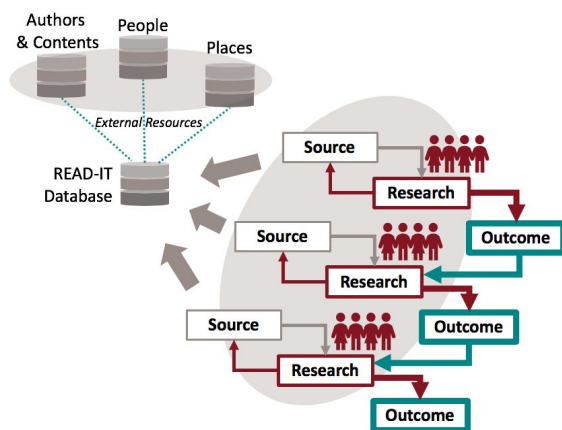 Authors
& Contents
People
Places
External Resources
READ-IT
Database
Source
Research
Outcome
Source
Research
Outcome
Source
Research
Outcome